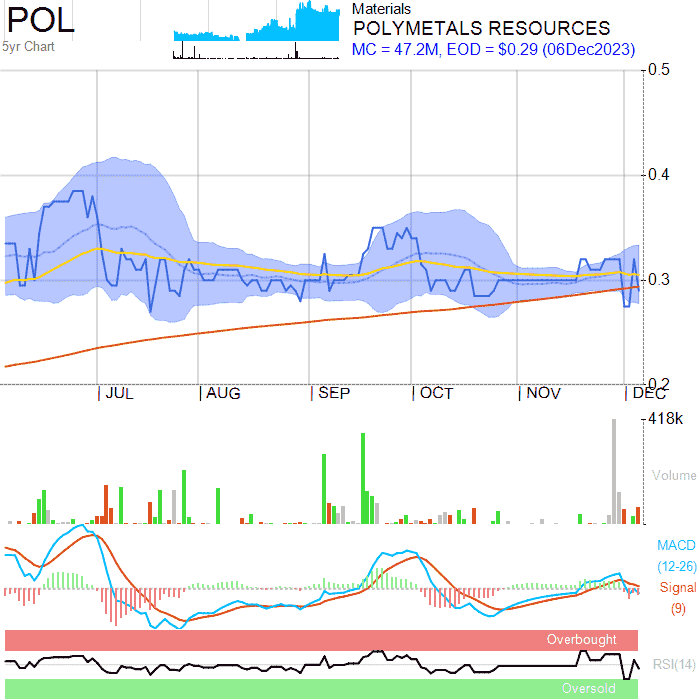 POL
5yr Chart
Materials
POLYMETALS RESOURCES
MC = 47.2M, EOD = $0.29 (06Dec2023)
0.5
0.4
0.3
0.2
JUL AUG SEP OCT NOV DEC
418k
Volume
MACD
(12-26)
Signal
(9)
Overbought
RSI(14)
Oversold